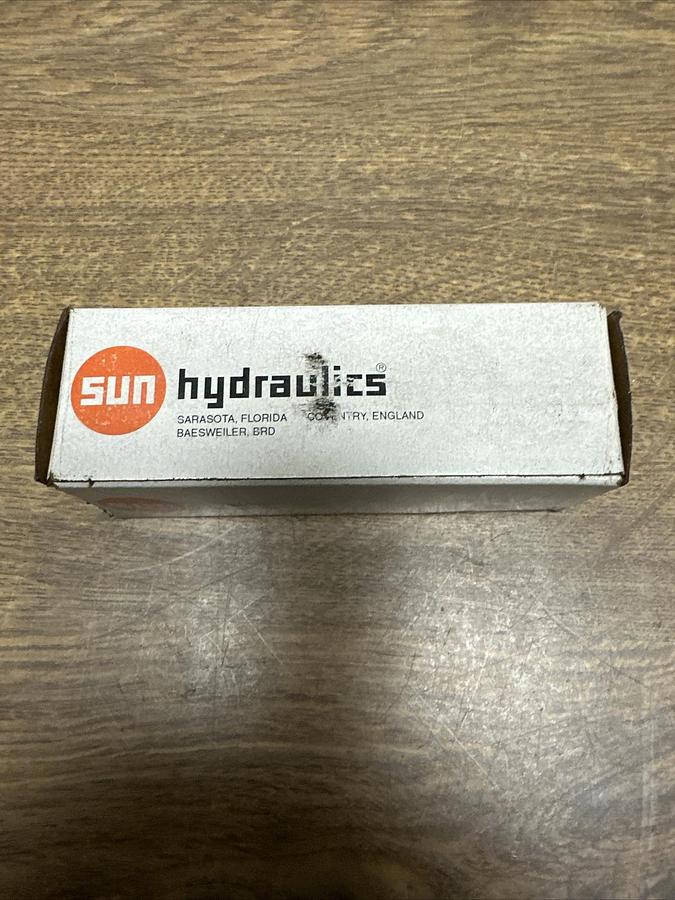 sun hydraulics®
SARASOTA, FLORIDA COVENTRY, ENGLAND
BAESWEILER, BRD